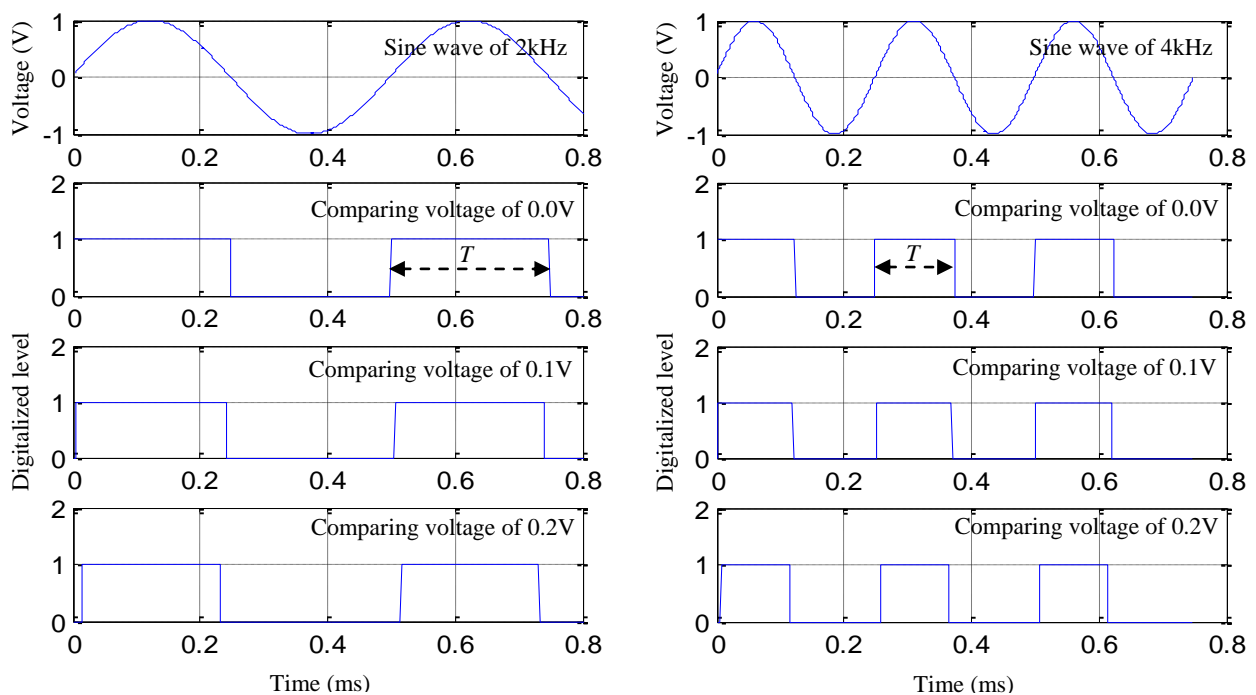 Voltage (V)
1
0
-1
Sine wave of 2kHz
0 0.2 0.4 0.6 0.8
2
1
0
Comparing voltage of 0.0V
T
0 0.2 0.4 0.6 0.8
Digitalized level
2
1
0
Comparing voltage of 0.1V
0 0.2 0.4 0.6 0.8
2
1
0
Comparing voltage of 0.2V
0 0.2 0.4 0.6 0.8
Time (ms)
Voltage (V)
1
0
-1
Sine wave of 4kHz
0 0.2 0.4 0.6 0.8
2
1
0
Comparing voltage of 0.0V
T
0 0.2 0.4 0.6 0.8
Digitalized level
2
1
0
Comparing voltage of 0.1V
0 0.2 0.4 0.6 0.8
2
1
0
Comparing voltage of 0.2V
0 0.2 0.4 0.6 0.8
Time (ms)